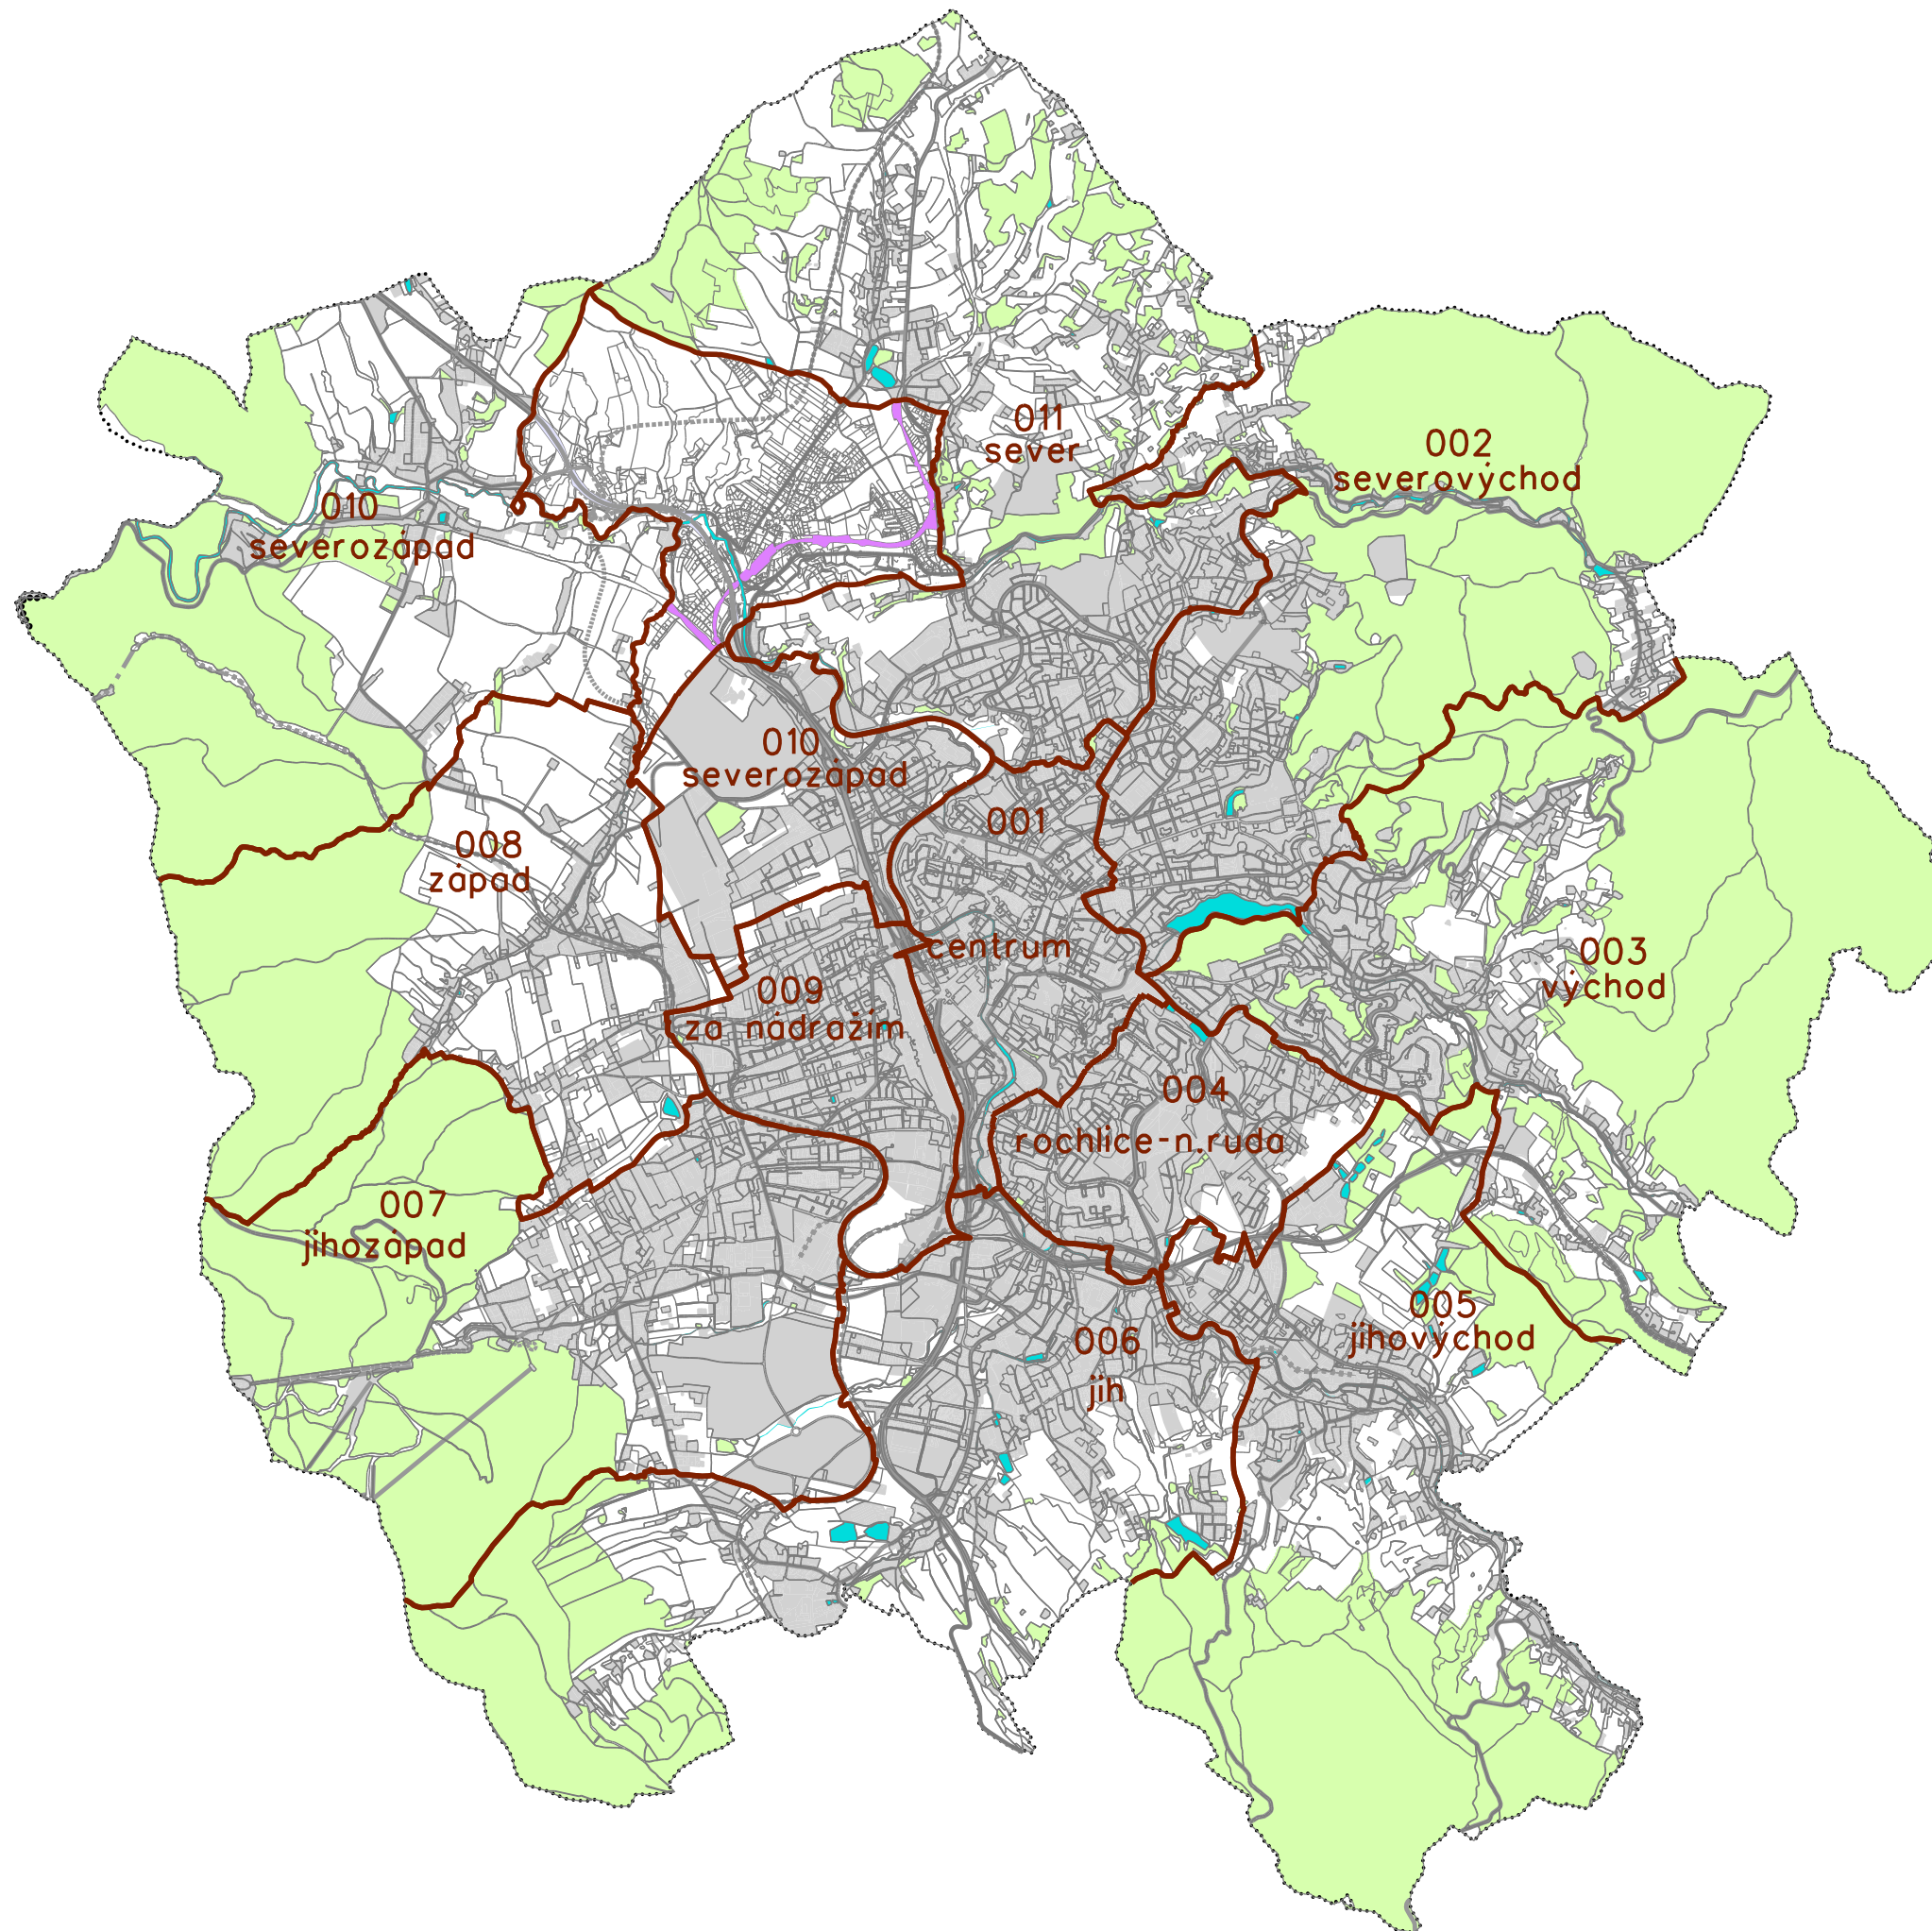 011
sever
002
severovýchod
010
severozápad
010
severozápad
001
centrum
008
západ
003
východ
009
za nádražím
004
rochlice-n.ruda
007
jihozápad
005
jihovýchod
006
jih